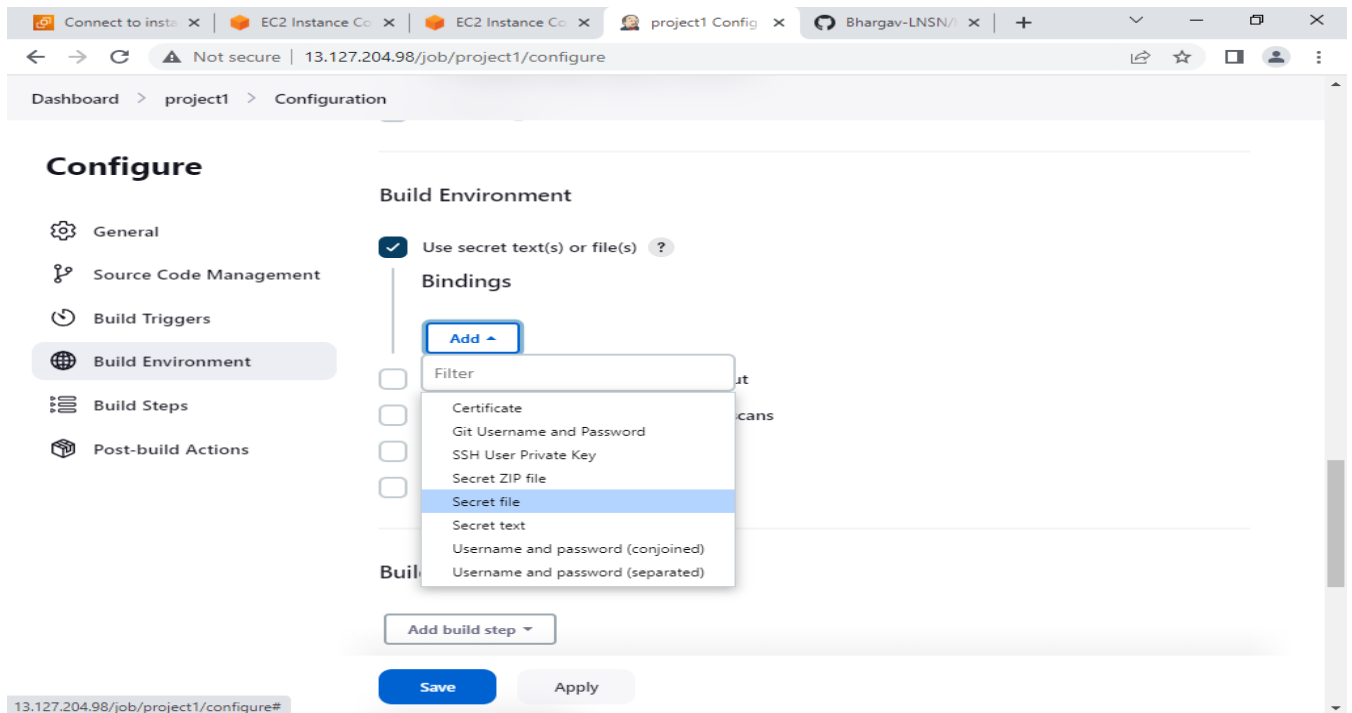 Connect to insta
EC2 Instance Co
EC2 Instance Co
project1 Config
Bhargav-LNSN/
Not secure | 13.127.204.98/job/project1/configure
Dashboard > project1 > Configuration
Configure
General
Source Code Management
Build Triggers
Build Environment
Build Steps
Post-build Actions
Build Environment
Use secret text(s) or file(s) ?
Bindings
Add
Filter
ut
scans
Certificate
Git Username and Password
SSH User Private Key
Secret ZIP file
Secret file
Secret text
Username and password (conjoined)
Username and password (separated)
Buil
Add build step
Save
Apply
13.127.204.98/job/project1/configure#